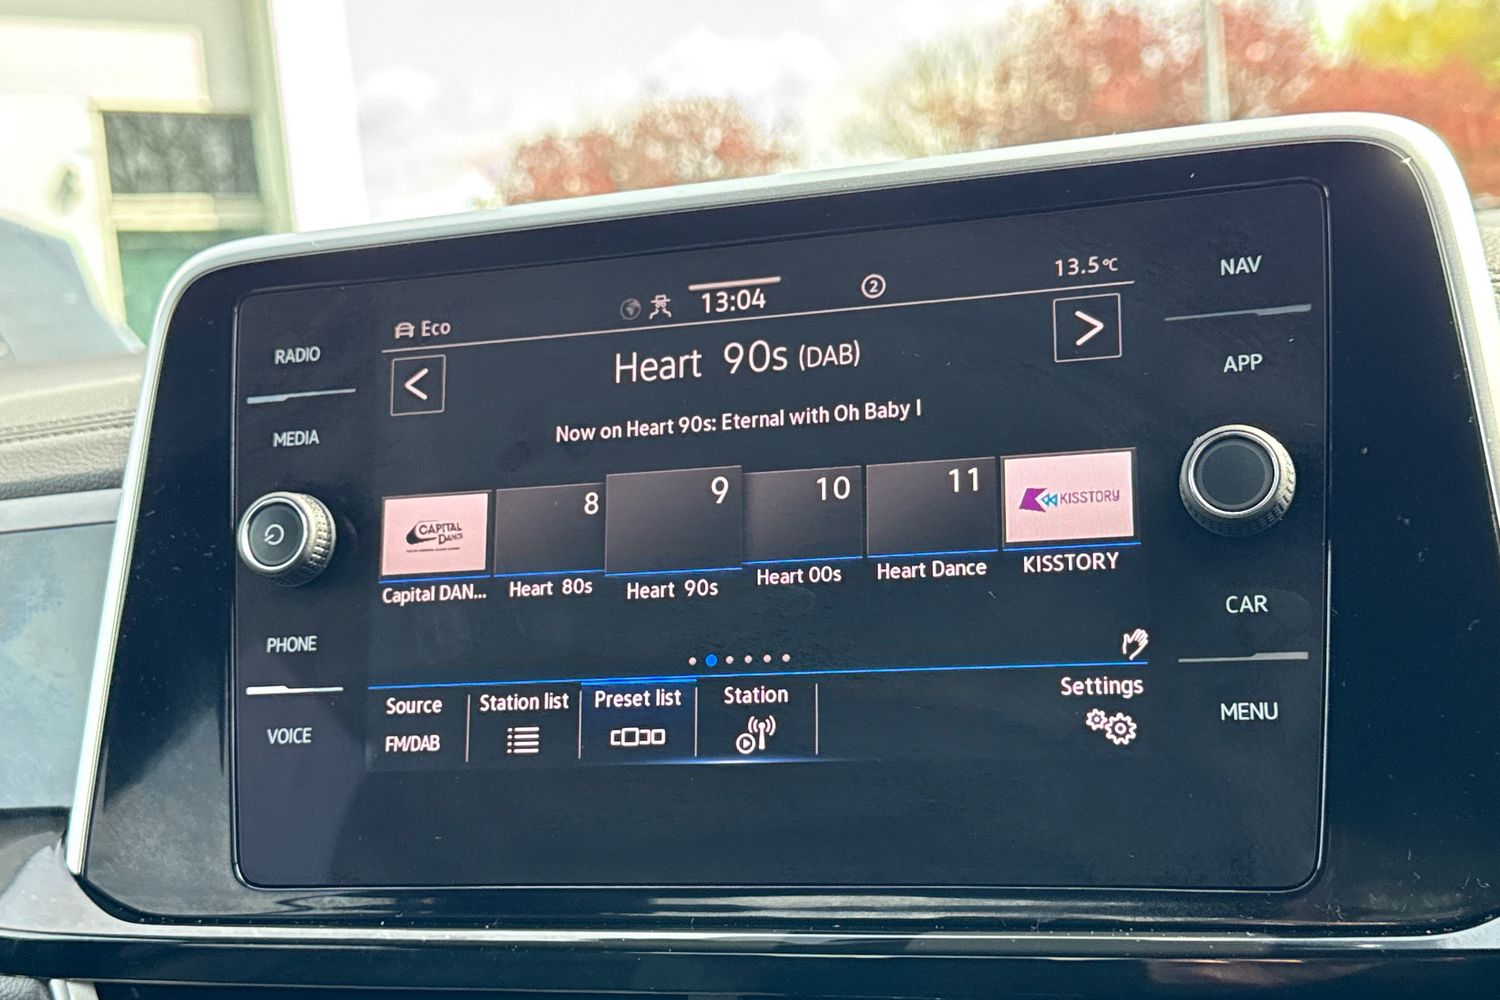 Eco
13:04
2
13.5°C
RADIO
MEDIA
PHONE
VOICE
NAV
APP
CAR
MENU
<
Heart 90s (DAB)
>
Now on Heart 90s: Eternal with Oh Baby I
CAPITAL
DANCE
8
9
10
11
KISSTORY
Capital DAN...
Heart 80s
Heart 90s
Heart 00s
Heart Dance
KISSTORY
Source
FM/DAB
Station list
Preset list
Station
Settings